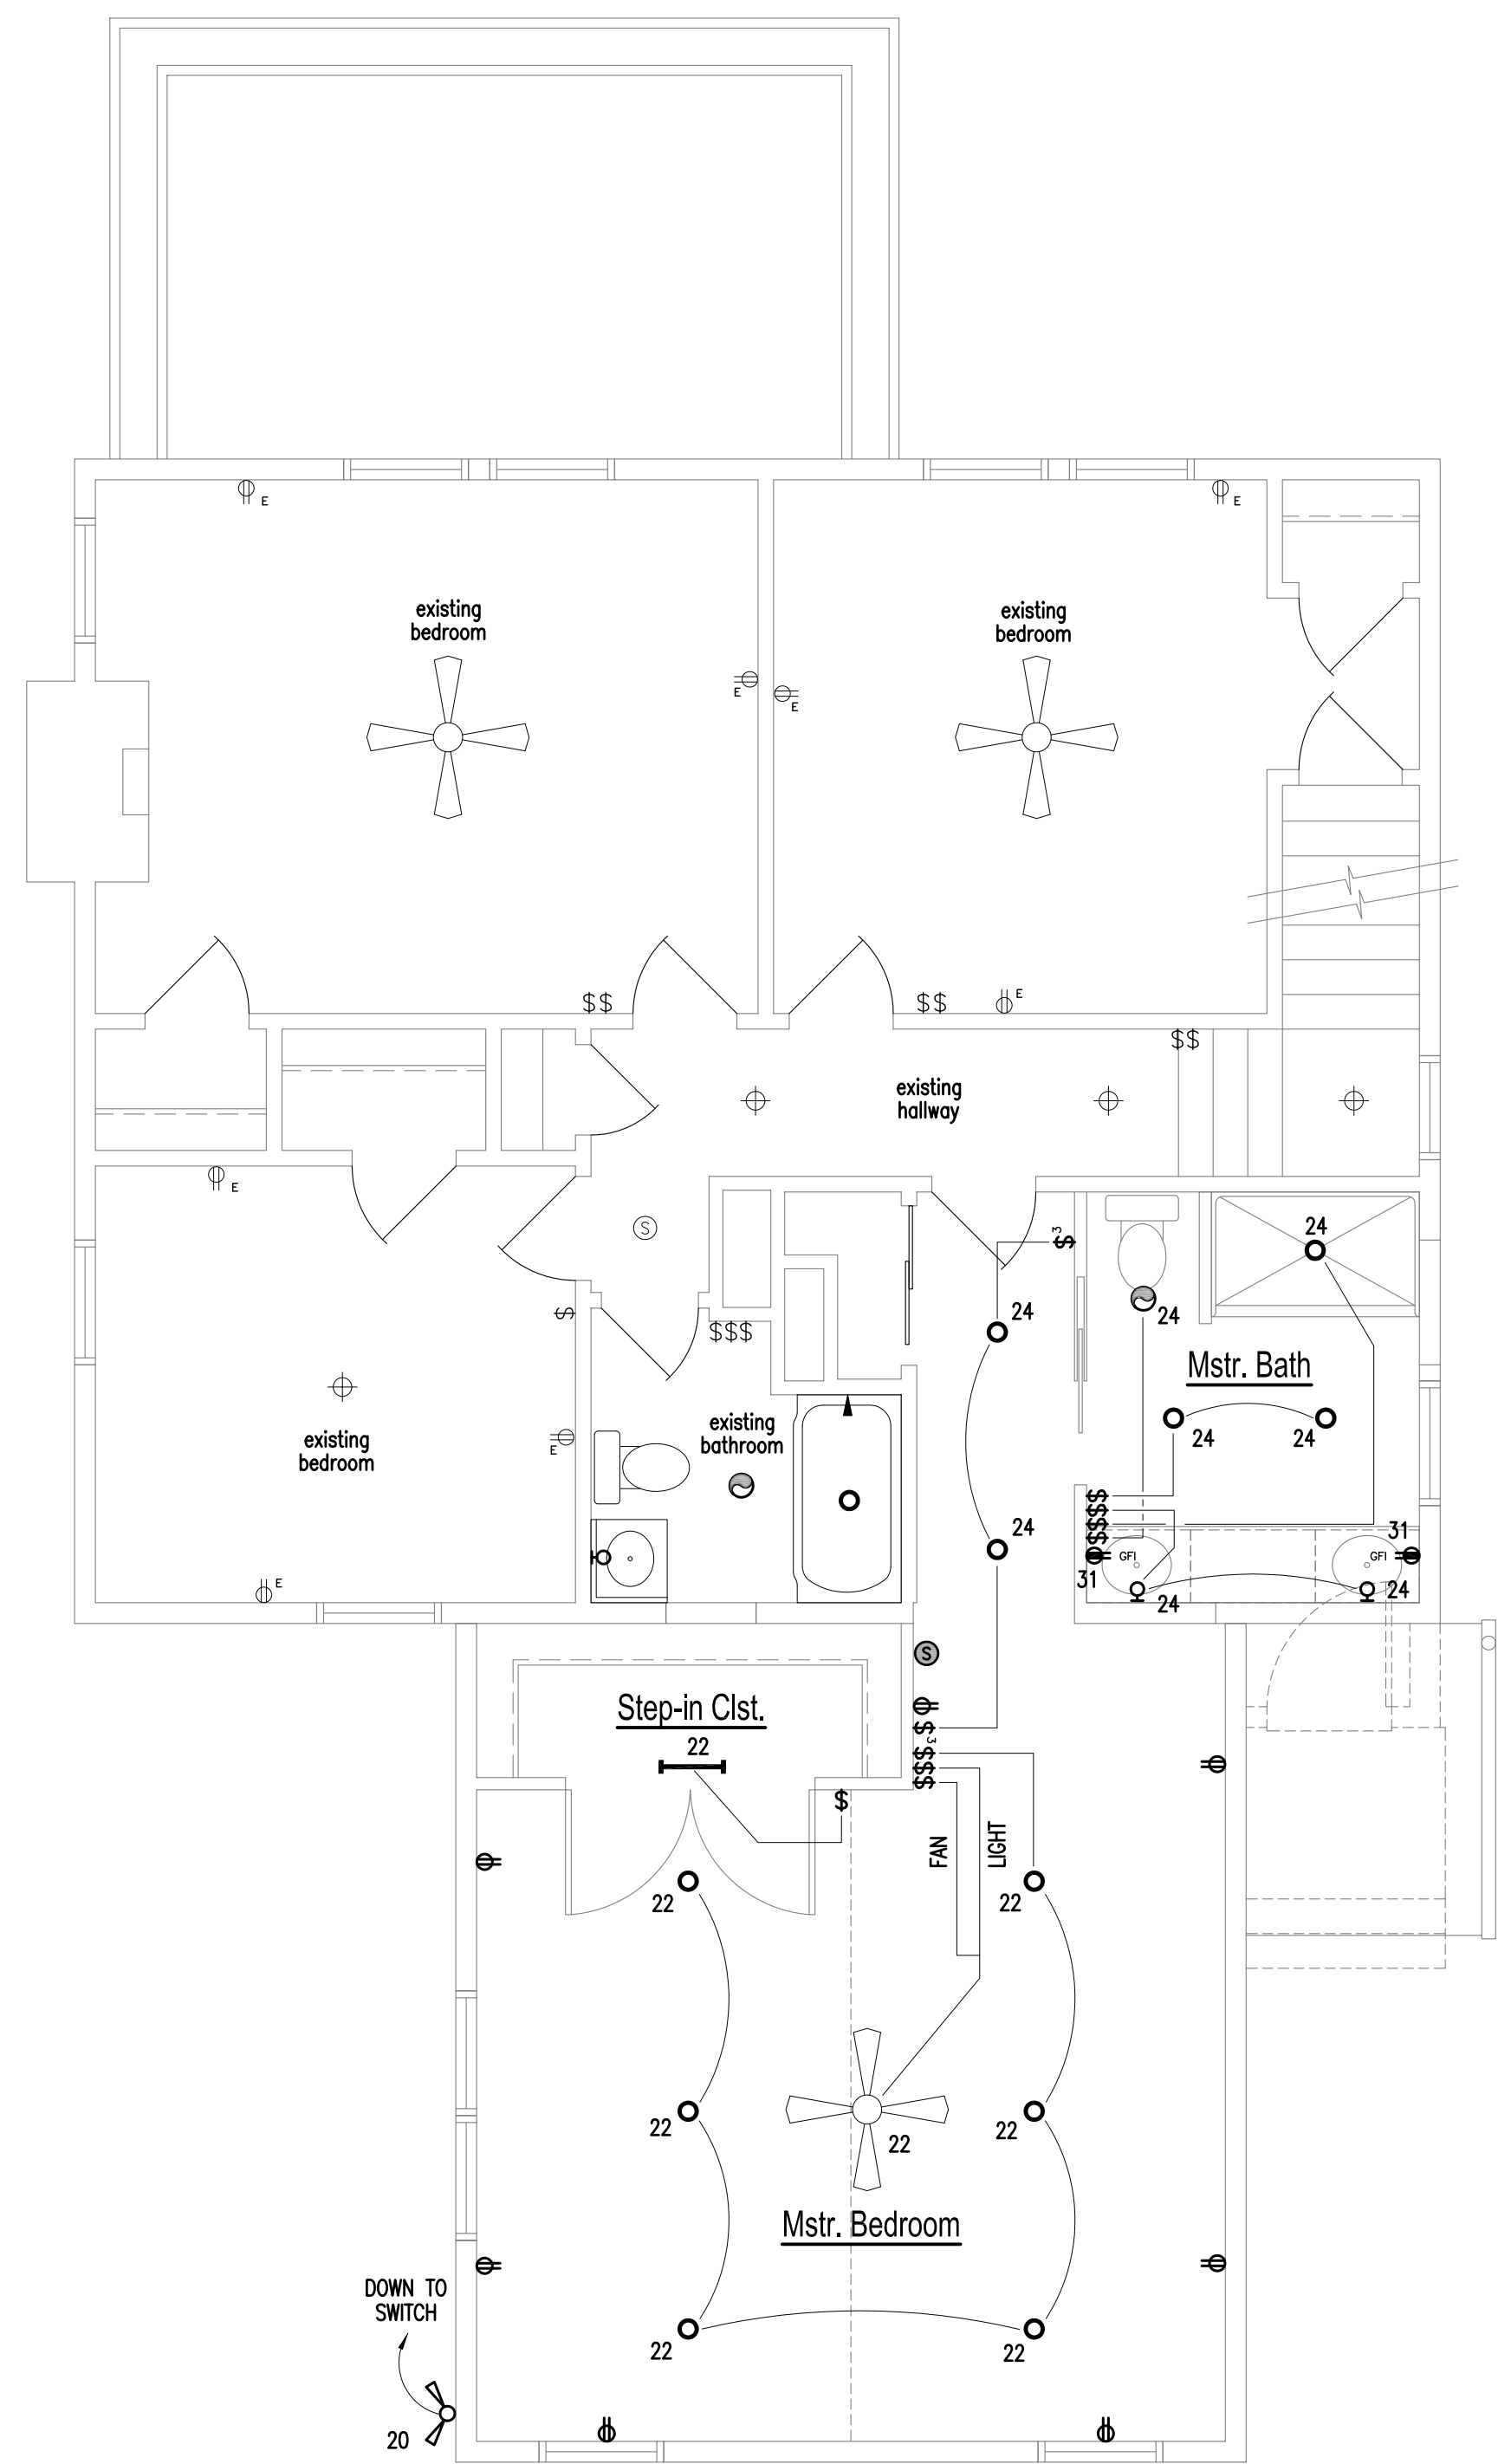 E
E
existing
bedroom
existing
bedroom
E
E
$$
$$
E
$$
existing
hallway
E
S
$
$$$
$3
24
24
24
Mstr. Bath
24
24
existing
bedroom
E
existing
bathroom
24
$$$$
31
GFI
GFI
31
24
24
E
S
Step-in Clst.
22
$3
$$$
$
FAN
LIGHT
22
22
22
22
22
Mstr. Bedroom
DOWN TO
SWITCH
22
22
20